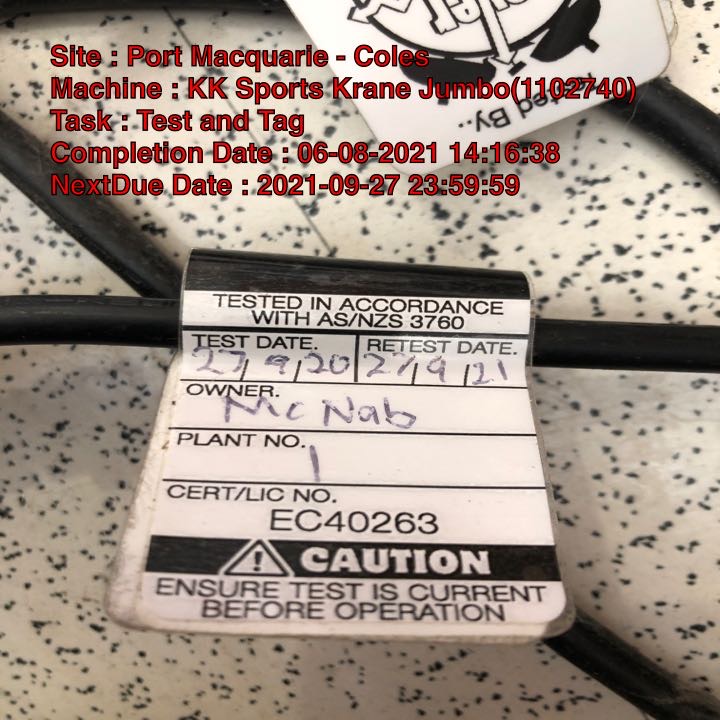 Site : Port Macquarie - Coles
Machine : KK Sports Krane Jumbo(1102740)
Task : Test and Tag
Completion Date : 06-08-2021 14:16:38
NextDue Date : 2021-09-27 23:59:59
ted By..
TESTED IN ACCORDANCE
WITH AS/NZS 3760
TEST DATE. RETEST DATE.
27/9/20 27/9/21
OWNER.
McNab
PLANT NO.
1
CERT/LIC NO.
EC40263
CAUTION
ENSURE TEST IS CURRENT
BEFORE OPERATION